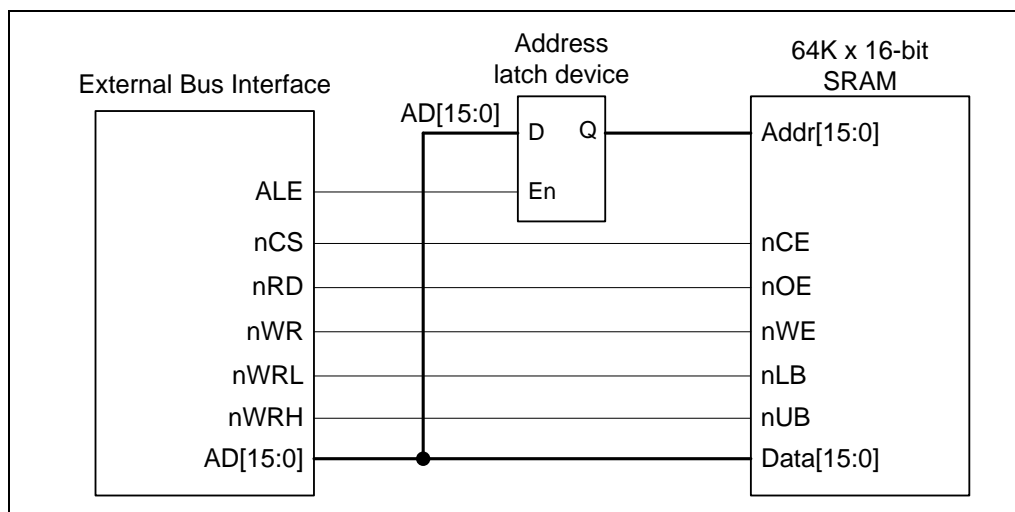 External Bus Interface
Address
latch device
64K x 16-bit
SRAM
AD[15:0]
D
Q
Addr[15:0]
ALE
En
nCS
nCE
nRD
nOE
nWR
nWE
nWRL
nLB
nWRH
nUB
AD[15:0]
Data[15:0]